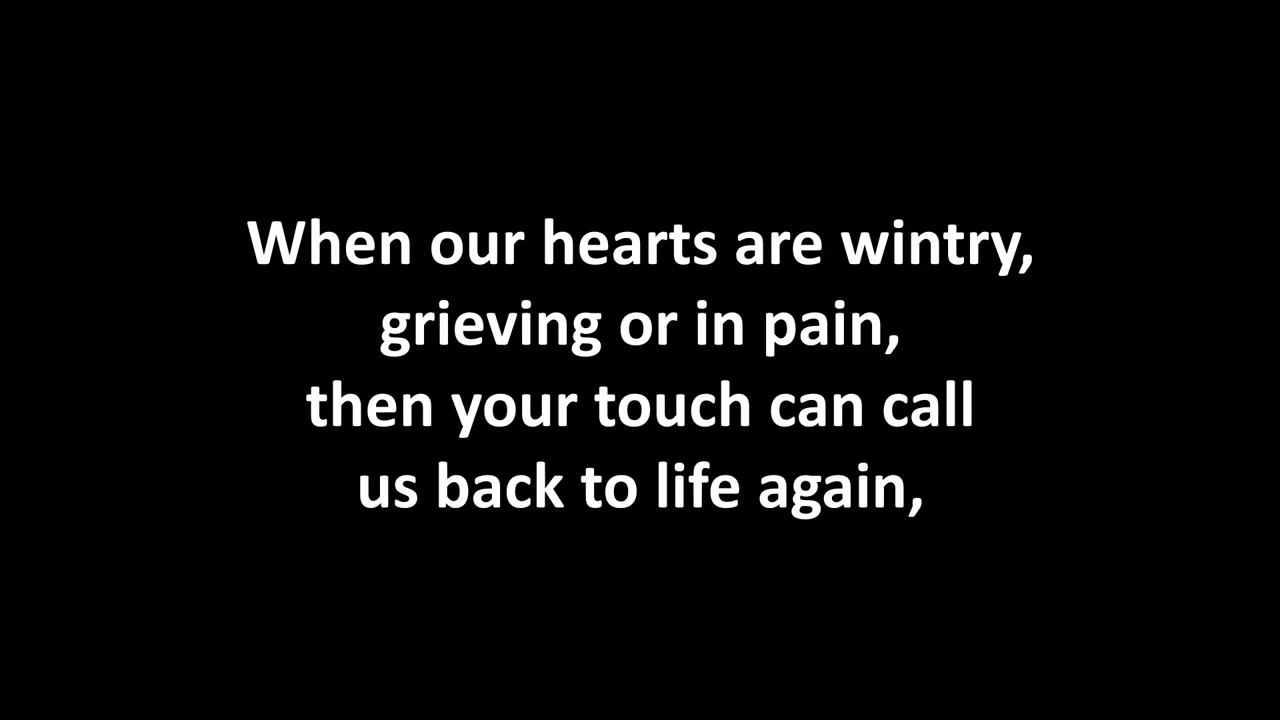 When our hearts are wintry,
grieving or in pain,
then your touch can call
us back to life again,